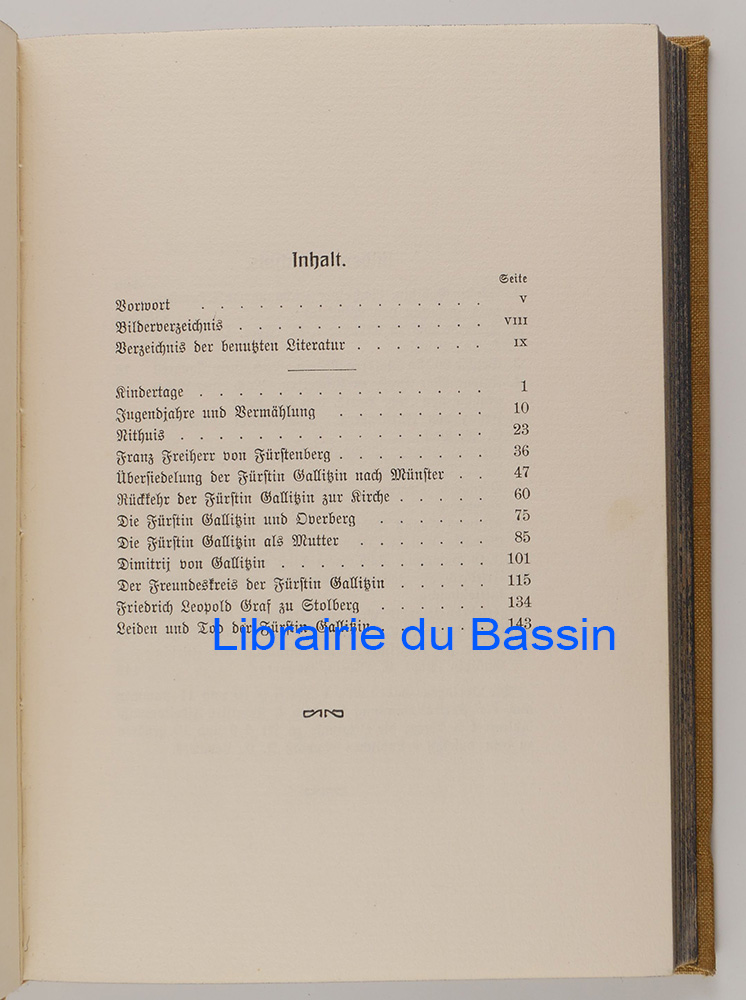 Inhalt.
Seite
Vorwort . . . . . . . . . . . . . . . . V
Bilderverzeichnis . . . . . . . . . . . . . . VIII
Verzeichnis der benutzten Literatur . . . . . . . IX
Kindertage . . . . . . . . . . . . . . . . 1
Jugendjahre und Vermählung . . . . . . . . 10
Nithuis . . . . . . . . . . . . . . . . . 23
Franz Freiherr von Fürstenberg . . . . . . . . 36
Übersiedelung der Fürstin Gallitzin nach Münster . . 47
Rückkehr der Fürstin Gallitzin zur Kirche . . . . . 60
Die Fürstin Gallitzin und Overberg . . . . . . 75
Die Fürstin Gallitzin als Mutter . . . . . . . 85
Dimitrij von Gallitzin . . . . . . . . . . . 101
Der Freundeskreis der Fürstin Gallitzin . . . . . 115
Friedrich Leopold Graf zu Stolberg . . . . . . 134
Leiden und Tod der Fürstin Gallitzin . . . . . . 143
Librairie du Bassin